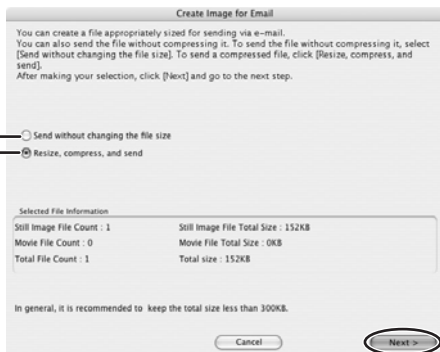 Create Image for Email
You can create a file appropriately sized for sending via e-mail.
You can also send the file without compressing it. To send the file without compressing it, select
[Send without changing the file size]. To send a compressed file, click [Resize, compress, and
send].
After making your selection, click [Next] and go to the next step.
Send without changing the file size
Resize, compress, and send
Selected File Information
Still Image File Count : 1 Still Image File Total Size : 152KB
Movie File Count : 0 Movie File Total Size : 0KB
Total File Count : 1 Total size : 152KB
In general, it is recommended to keep the total size less than 300KB.
Cancel Next >